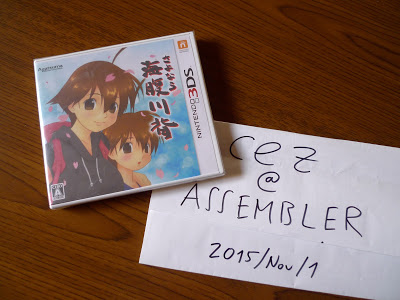 さよなら
海腹川背
NINTENDO 3DS
A
cez
@
ASSEMBLER
2015/Nov/1